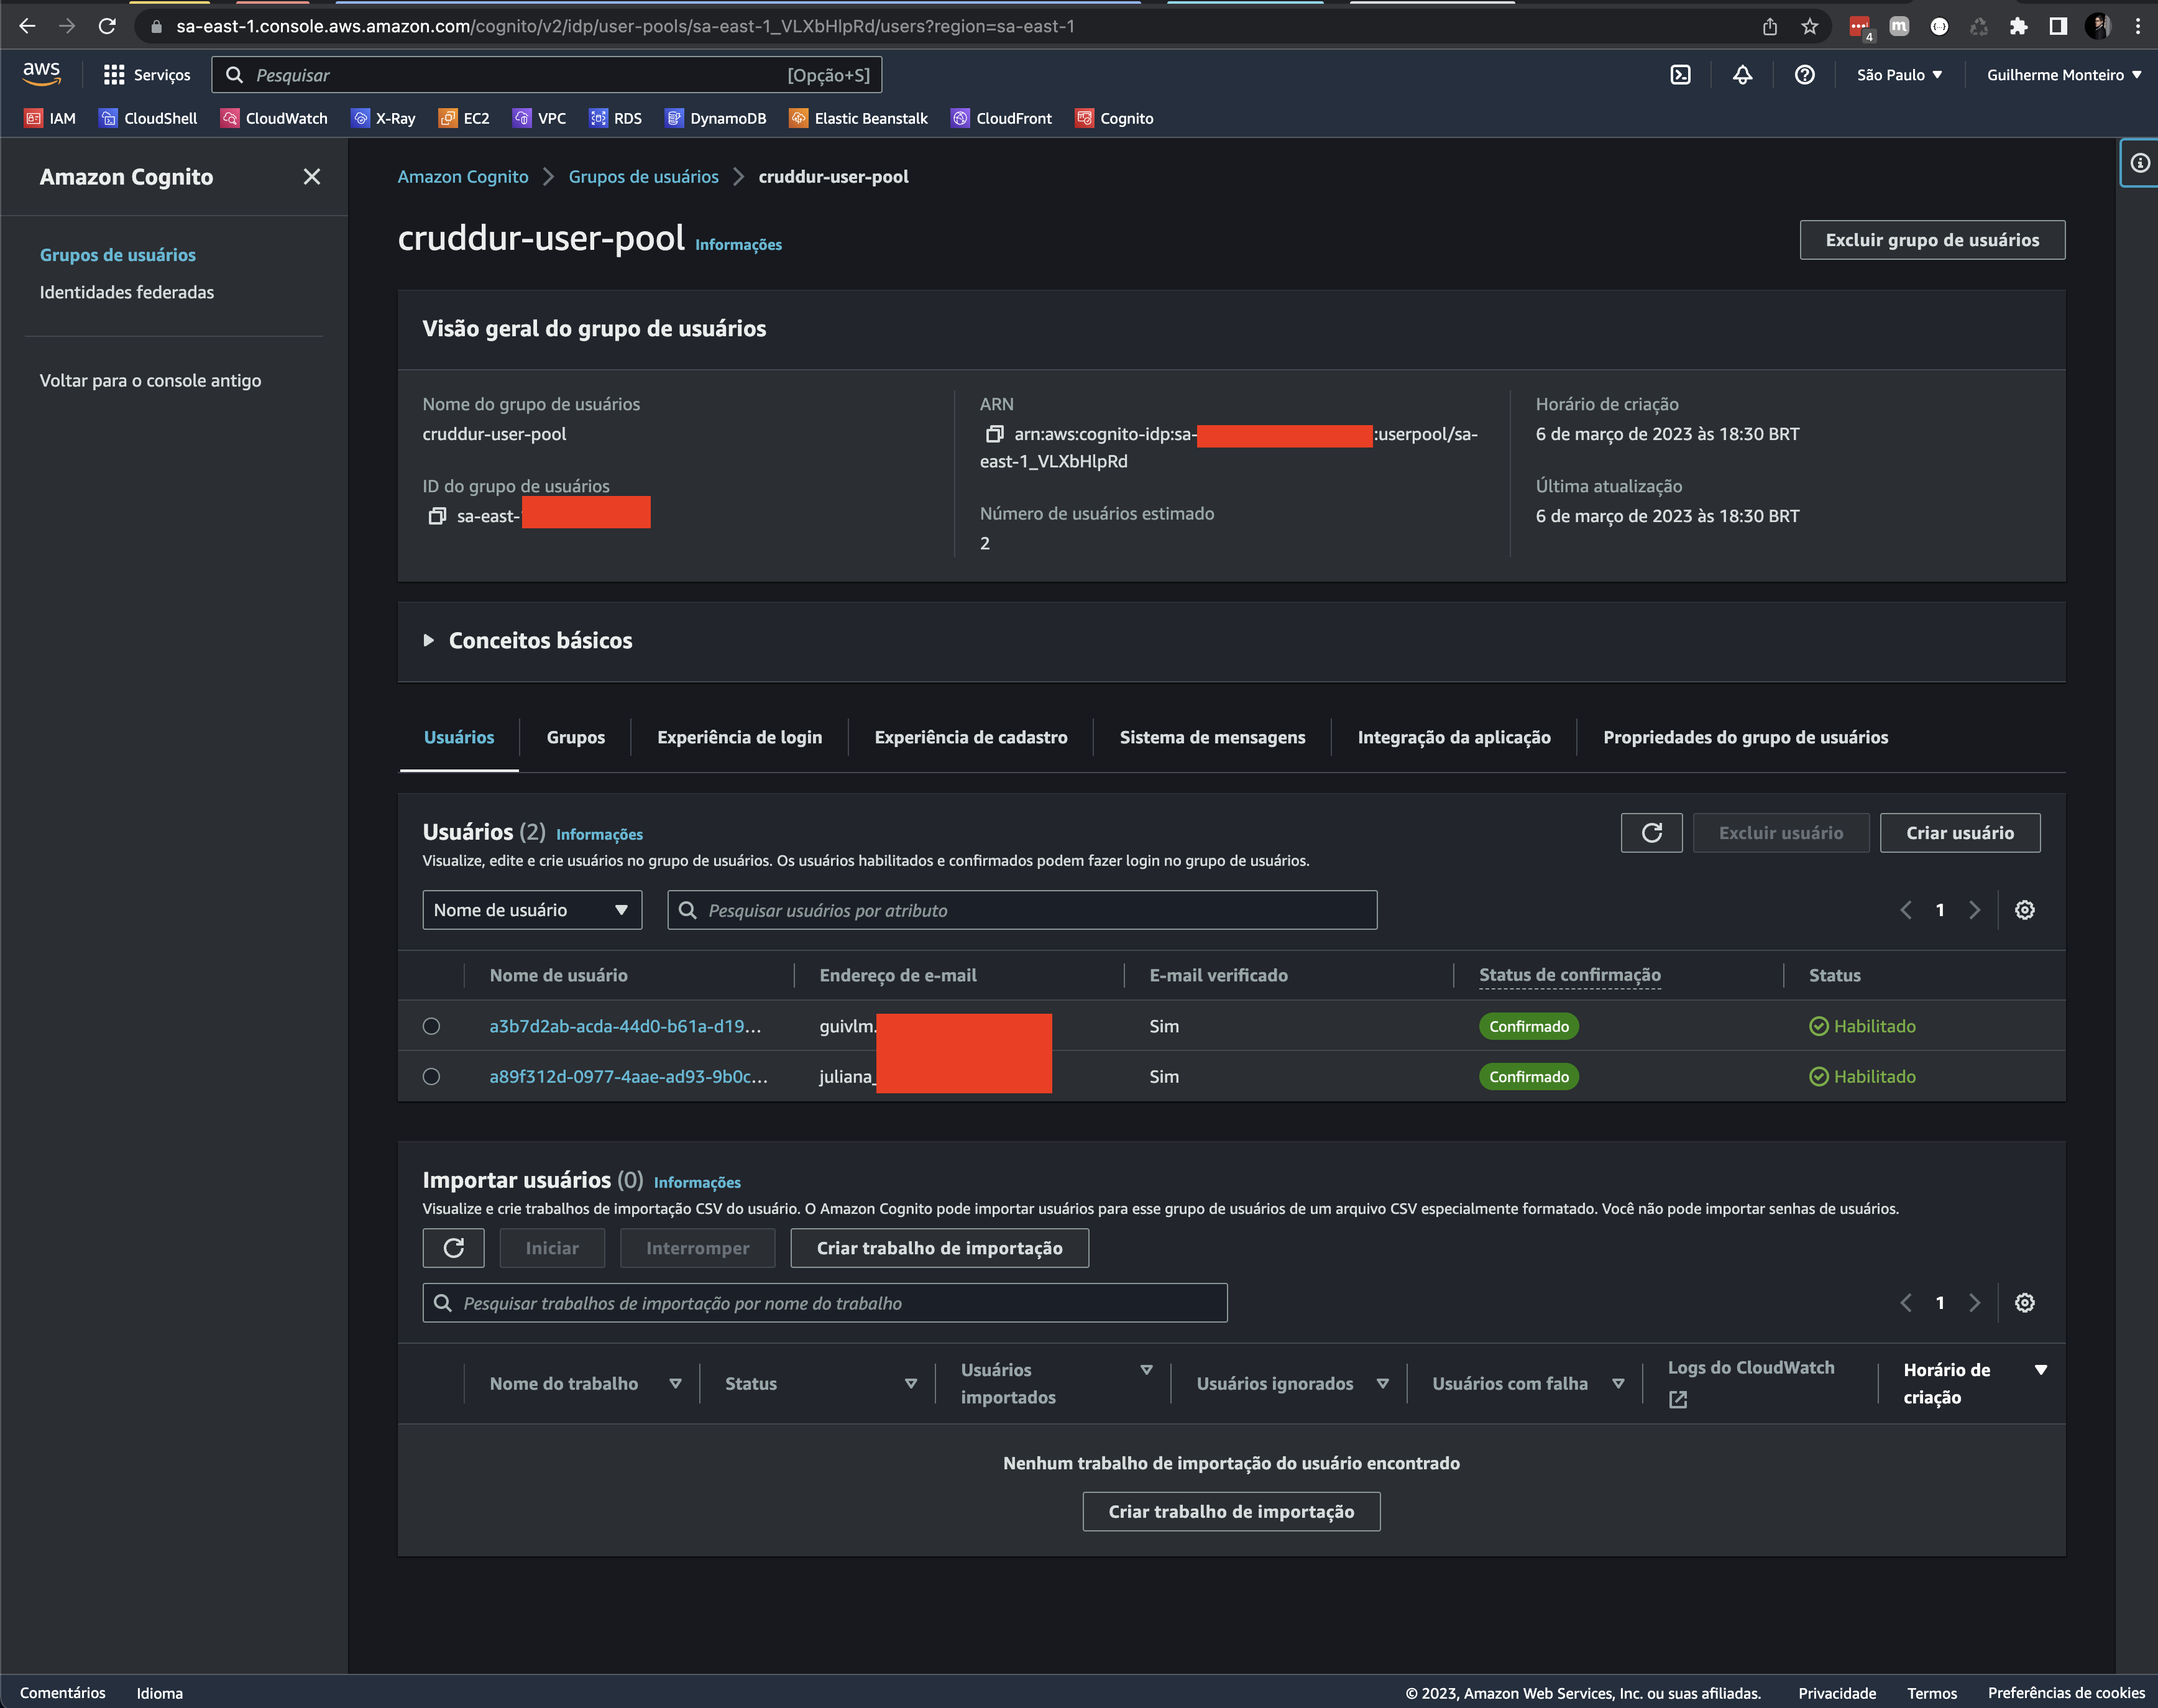 sa-east-1.console.aws.amazon.com/cognito/v2/idp/user-pools/sa-east-1_VLXbHlpRd/users?region=sa-east-1
4
m
aws Serviços Pesquisar [Opção+S] São Paulo Guilherme Monteiro
IAM CloudShell CloudWatch X-Ray EC2 VPC RDS DynamoDB Elastic Beanstalk CloudFront Cognito
Amazon Cognito
Grupos de usuários
Identidades federadas
Voltar para o console antigo
Amazon Cognito Grupos de usuários cruddur-user-pool
cruddur-user-pool Informações
Excluir grupo de usuários
Visão geral do grupo de usuários
Nome do grupo de usuários
cruddur-user-pool
ID do grupo de usuários
sa-east-
ARN
arn:aws:cognito-idp:sa- :userpool/sa-
east-1_VLXbHlpRd
Número de usuários estimado
2
Horário de criação
6 de março de 2023 às 18:30 BRT
Última atualização
6 de março de 2023 às 18:30 BRT
Conceitos básicos
Usuários Grupos Experiência de login Experiência de cadastro Sistema de mensagens Integração da aplicação Propriedades do grupo de usuários
Usuários (2) Informações
Excluir usuário Criar usuário
Visualize, edite e crie usuários no grupo de usuários. Os usuários habilitados e confirmados podem fazer login no grupo de usuários.
Nome de usuário Pesquisar usuários por atributo 1
Nome de usuário Endereço de e-mail E-mail verificado Status de confirmação Status
a3b7d2ab-acda-44d0-b61a-d19... guivlm. Sim Confirmado Habilitado
a89f312d-0977-4aae-ad93-9b0c... juliana_ Sim Confirmado Habilitado
Importar usuários (0) Informações
Visualize e crie trabalhos de importação CSV do usuário. O Amazon Cognito pode importar usuários para esse grupo de usuários de um arquivo CSV especialmente formatado. Você não pode importar senhas de usuários.
Iniciar Interromper Criar trabalho de importação
Pesquisar trabalhos de importação por nome do trabalho 1
Nome do trabalho Status Usuários importados Usuários ignorados Usuários com falha Logs do CloudWatch Horário de criação
Nenhum trabalho de importação do usuário encontrado
Criar trabalho de importação
Comentários Idioma © 2023, Amazon Web Services, Inc. ou suas afiliadas. Privacidade Termos Preferências de cookies